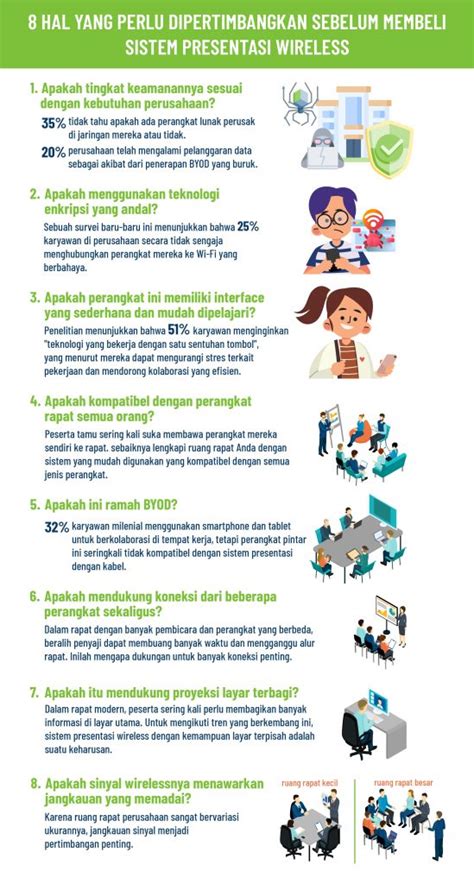 8 HAL YANG PERLU DIPERTIMBANGKAN SEBELUM MEMBELI
SISTEM PRESENTASI WIRELESS
1. Apakah tingkat keamanannya sesuai
dengan kebutuhan perusahaan?
35% tidak tahu apakah ada perangkat lunak perusak
di jaringan mereka atau tidak.
20% perusahaan telah mengalami pelanggaran data
sebagai akibat dari penerapan BYOD yang buruk.
2. Apakah menggunakan teknologi
enkripsi yang andal?
Sebuah survei baru-baru ini menunjukkan bahwa 25%
karyawan di perusahaan secara tidak sengaja
menghubungkan perangkat mereka ke Wi-Fi yang
berbahaya.
3. Apakah perangkat ini memiliki interface
yang sederhana dan mudah dipelajari?
Penelitian menunjukkan bahwa 51% karyawan menginginkan
"teknologi yang bekerja dengan satu sentuhan tombol",
yang menurut mereka dapat mengurangi stres terkait
pekerjaan dan mendorong kolaborasi yang efisien.
4. Apakah kompatibel dengan perangkat
rapat semua orang?
Peserta tamu sering kali suka membawa perangkat mereka
sendiri ke rapat. sebaiknya lengkapi ruang rapat Anda dengan
sistem yang mudah digunakan yang kompatibel dengan semua
jenis perangkat.
5. Apakah ini ramah BYOD?
32% karyawan milenial menggunakan smartphone dan tablet
untuk berkolaborasi di tempat kerja, tetapi perangkat pintar
ini seringkali tidak kompatibel dengan sistem presentasi
dengan kabel.
6. Apakah mendukung koneksi dari beberapa
perangkat sekaligus?
Dalam rapat dengan banyak pembicara dan perangkat yang berbeda,
beralih penyaji dapat membuang banyak waktu dan mengganggu alur
rapat. Inilah mengapa dukungan untuk banyak koneksi penting.
7. Apakah itu mendukung proyeksi layar terbagi?
Dalam rapat modern, peserta sering kali perlu membagikan banyak
informasi di layar utama. Untuk mengikuti tren yang berkembang ini,
sistem presentasi wireless dengan kemampuan layar terpisah adalah
suatu keharusan.
8. Apakah sinyal wirelessnya menawarkan
jangkauan yang memadai?
Karena ruang rapat perusahaan sangat bervariasi
ukurannya, jangkauan sinyal menjadi
pertimbangan penting.
ruang rapat kecil
ruang rapat besar